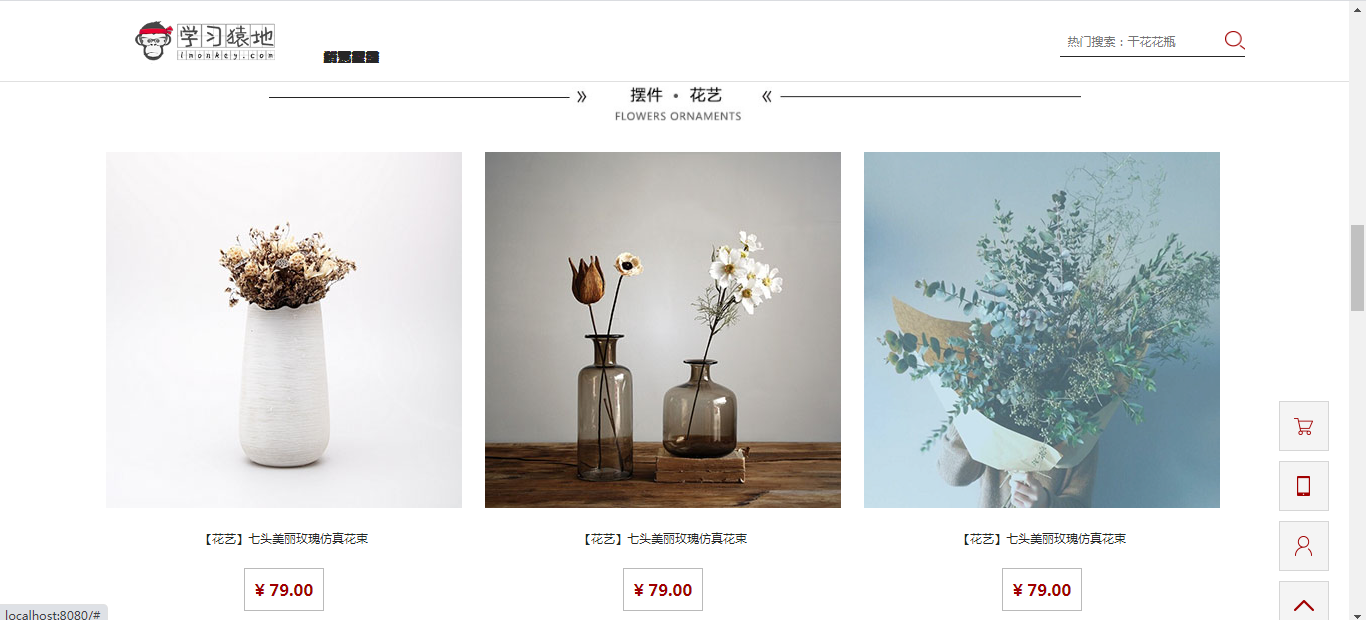 学习猿地
lmonkey.com
热门搜索：干花花瓶
» 摆件 • 花艺 «
FLOWERS ORNAMENTS
【花艺】七头美丽玫瑰仿真花束
【花艺】七头美丽玫瑰仿真花束
【花艺】七头美丽玫瑰仿真花束
¥ 79.00
¥ 79.00
¥ 79.00
localhost:8080/#